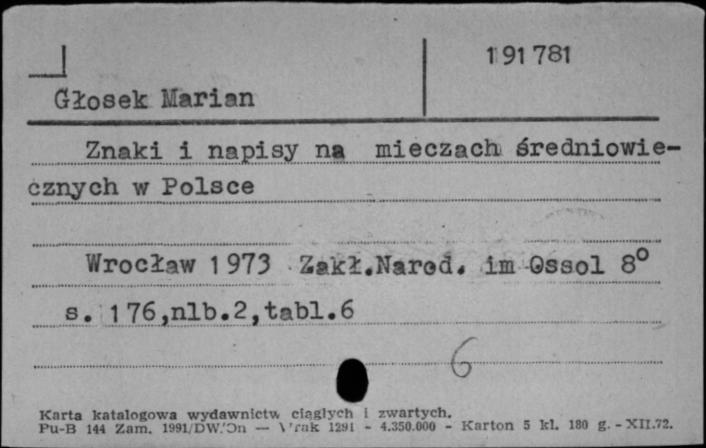 191781
Głosek Marian
Znaki i napisy na mieczach średniowie-
cznych w Polsce
Wrocław 1973 Zakł.Narod. im Ossol 8°
s. 176,nlb.2,tabl.6
6
Karta katalogowa wydawnictw ciągłych i zwartych.
Pu-B 144 Zam. 1991/DW/On — 1291 - 4.350.000 - Karton 5 kl. 180 g. - XII.72.